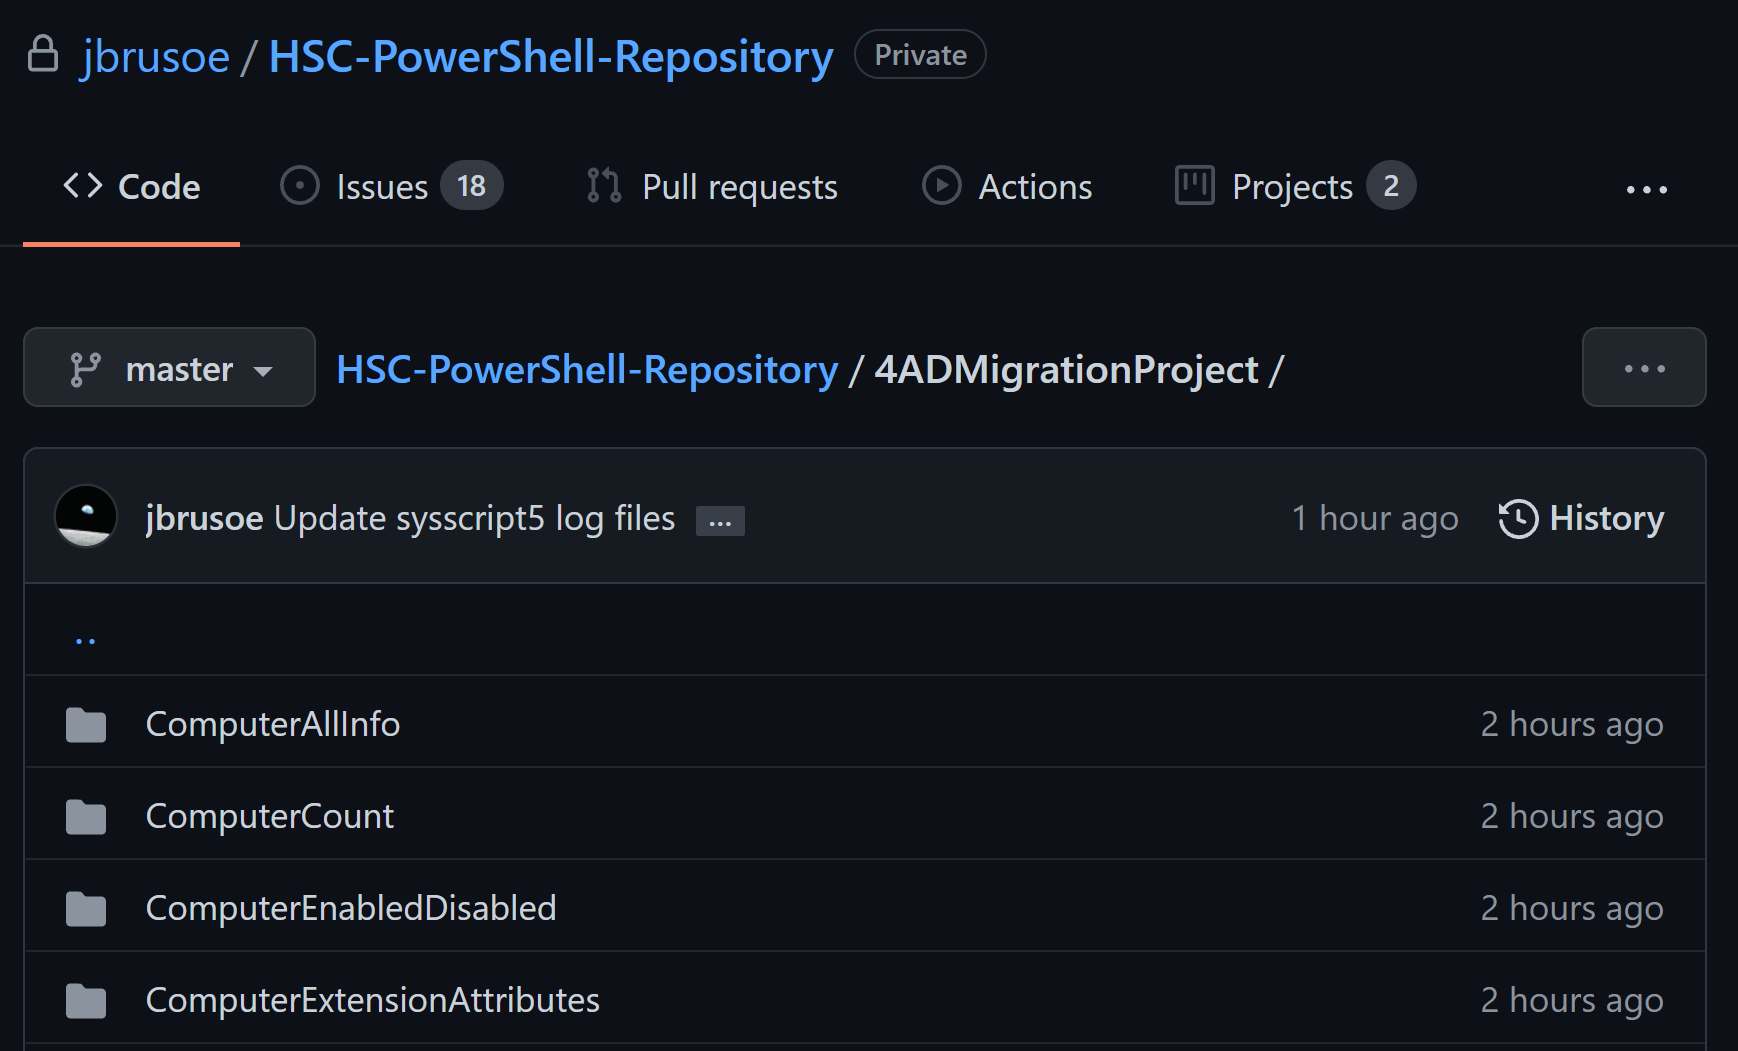 jbrusoe / HSC-PowerShell-Repository Private
Code Issues 18 Pull requests Actions Projects 2 ...
master HSC-PowerShell-Repository / 4ADMigrationProject / ...
jbrusoe Update sysscript5 log files ... 1 hour ago History
..
ComputerAllInfo 2 hours ago
ComputerCount 2 hours ago
ComputerEnabledDisabled 2 hours ago
ComputerExtensionAttributes 2 hours ago